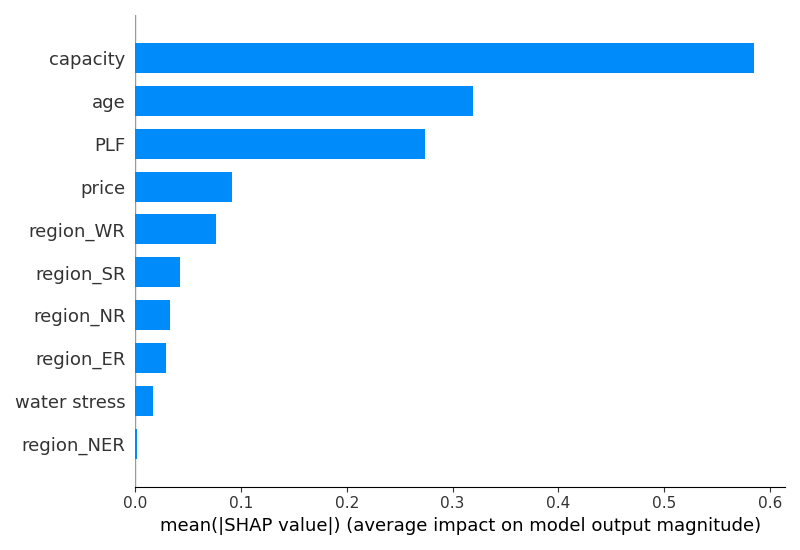 capacity
age
PLF
price
region_WR
region_SR
region_NR
region_ER
water stress
region_NER
0.0 0.1 0.2 0.3 0.4 0.5 0.6
mean(|SHAP value|) (average impact on model output magnitude)